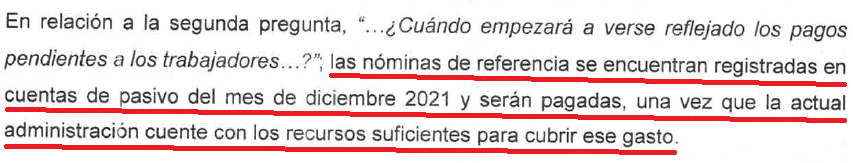 En relación a la segunda pregunta, “…¿Cuándo empezará a verse reflejado los pagos
pendientes a los trabajadores…?”; las nóminas de referencia se encuentran registradas en
cuentas de pasivo del mes de diciembre 2021 y serán pagadas, una vez que la actual
administración cuente con los recursos suficientes para cubrir ese gasto.